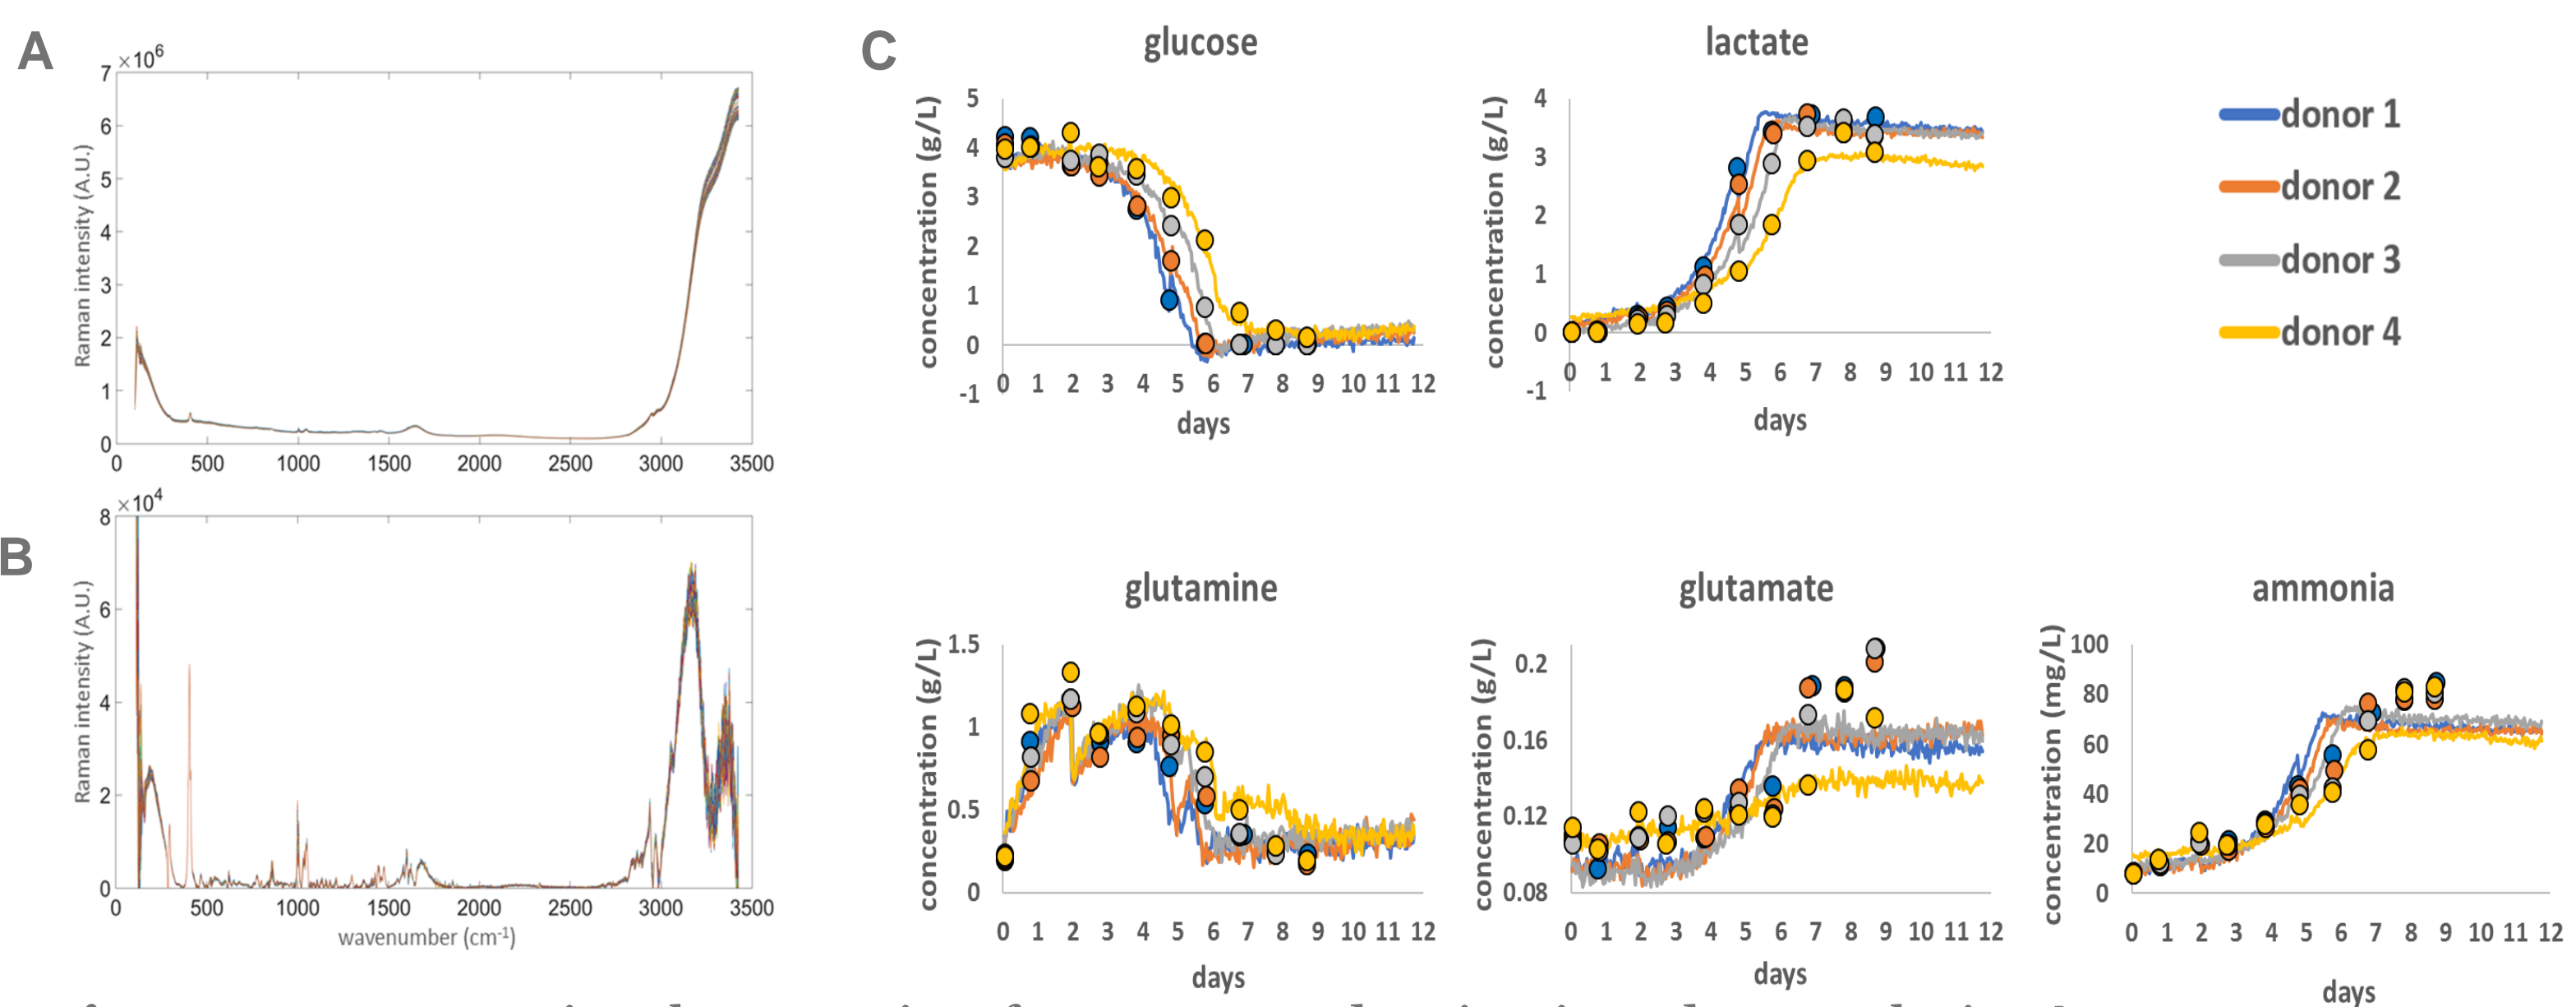 A
×10⁶
7
6
5
4
3
2
1
0
Raman intensity (A.U.)
0 500 1000 1500 2000 2500 3000 3500
B
×10⁴
8
6
4
2
0
Raman intensity (A.U.)
0 500 1000 1500 2000 2500 3000 3500
wavenumber (cm⁻¹)
C
glucose
concentration (g/L)
5
4
3
2
1
0
-1
0 1 2 3 4 5 6 7 8 9 10 11 12
days
lactate
concentration (g/L)
4
3
2
1
0
-1
0 1 2 3 4 5 6 7 8 9 10 11 12
days
donor 1
donor 2
donor 3
donor 4
glutamine
concentration (g/L)
1.5
1
0.5
0
0 1 2 3 4 5 6 7 8 9 10 11 12
days
glutamate
concentration (g/L)
0.2
0.16
0.12
0.08
0 1 2 3 4 5 6 7 8 9 10 11 12
days
ammonia
concentration (mg/L)
100
80
60
40
20
0
0 1 2 3 4 5 6 7 8 9 10 11 12
days